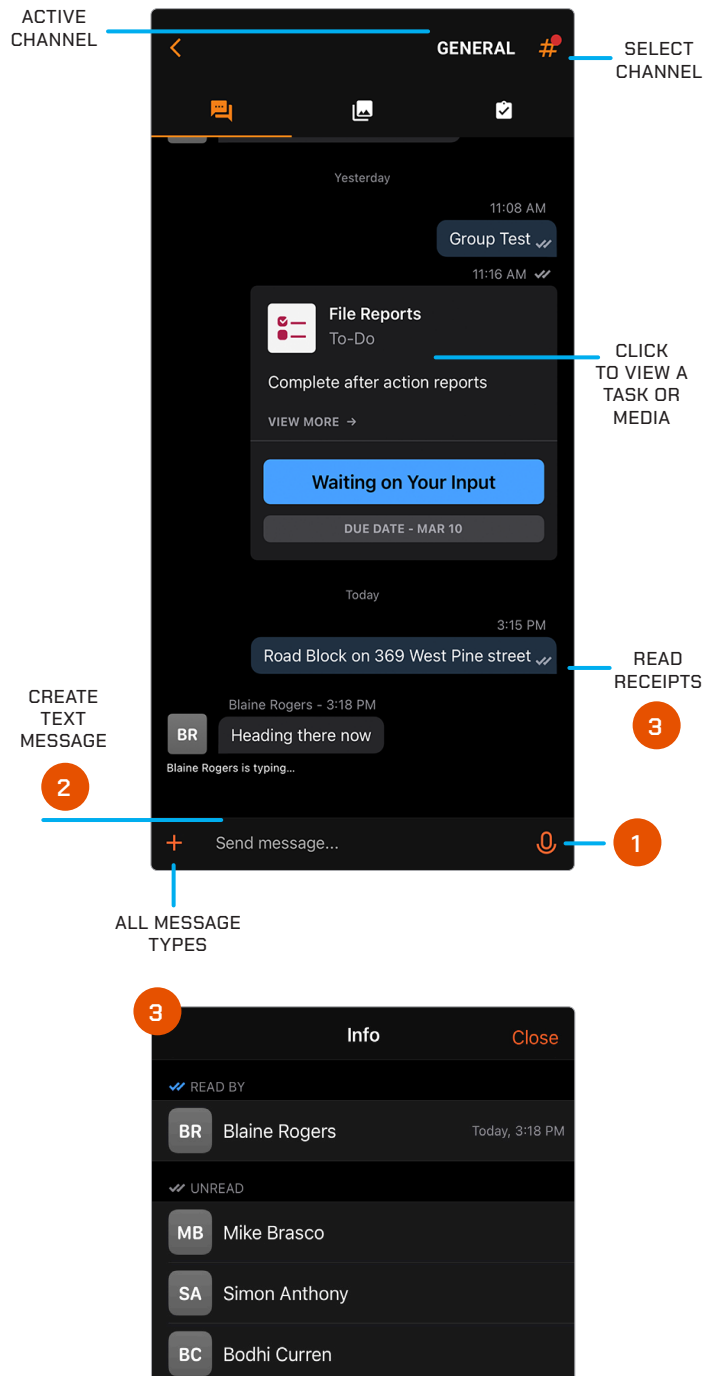 ACTIVE
CHANNEL
GENERAL
#
SELECT
CHANNEL
Yesterday
11:08 AM
Group Test
11:16 AM
File Reports
To-Do
Complete after action reports
VIEW MORE →
Waiting on Your Input
DUE DATE - MAR 10
CLICK
TO VIEW A
TASK OR
MEDIA
Today
3:15 PM
Road Block on 369 West Pine street
READ
RECEIPTS
3
CREATE
TEXT
MESSAGE
2
Blaine Rogers - 3:18 PM
BR
Heading there now
Blaine Rogers is typing...
+
Send message...
1
ALL MESSAGE
TYPES
3
Info
Close
READ BY
BR
Blaine Rogers
Today, 3:18 PM
UNREAD
MB
Mike Brasco
SA
Simon Anthony
BC
Bodhi Curren